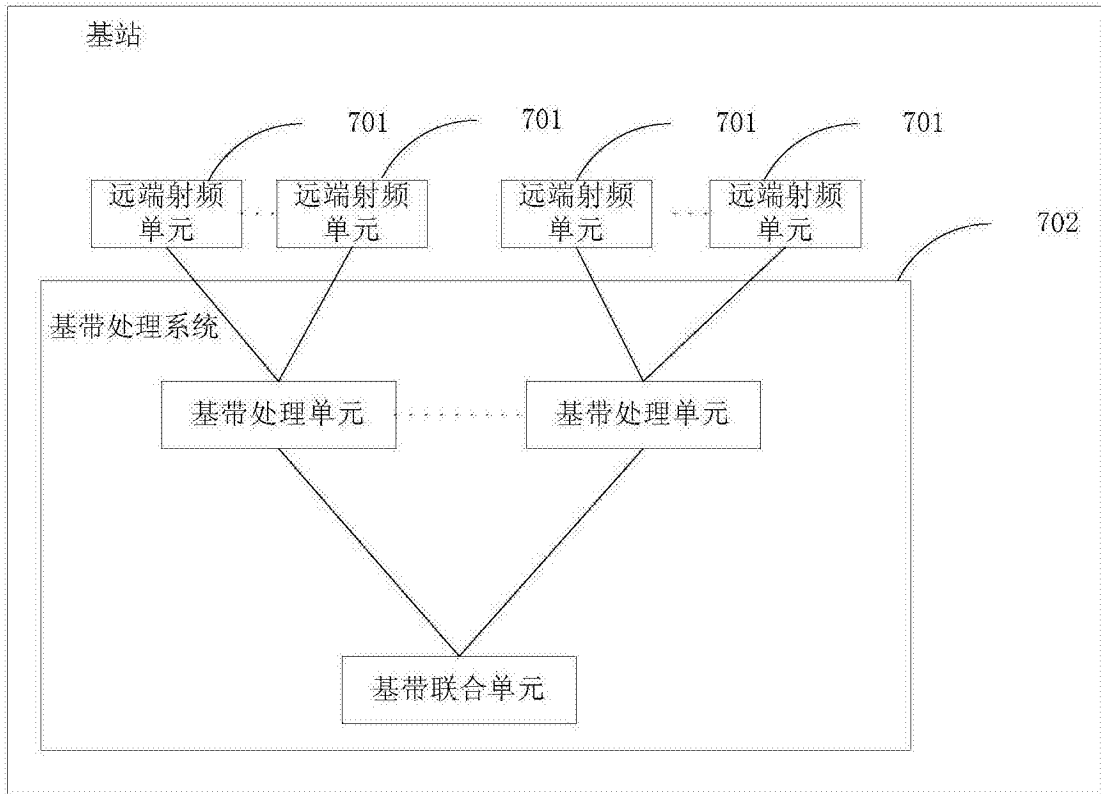 基站
701 701 701 701
远端射频
单元
远端射频
单元
远端射频
单元
远端射频
单元
702
基带处理系统
基带处理单元 基带处理单元
基带联合单元